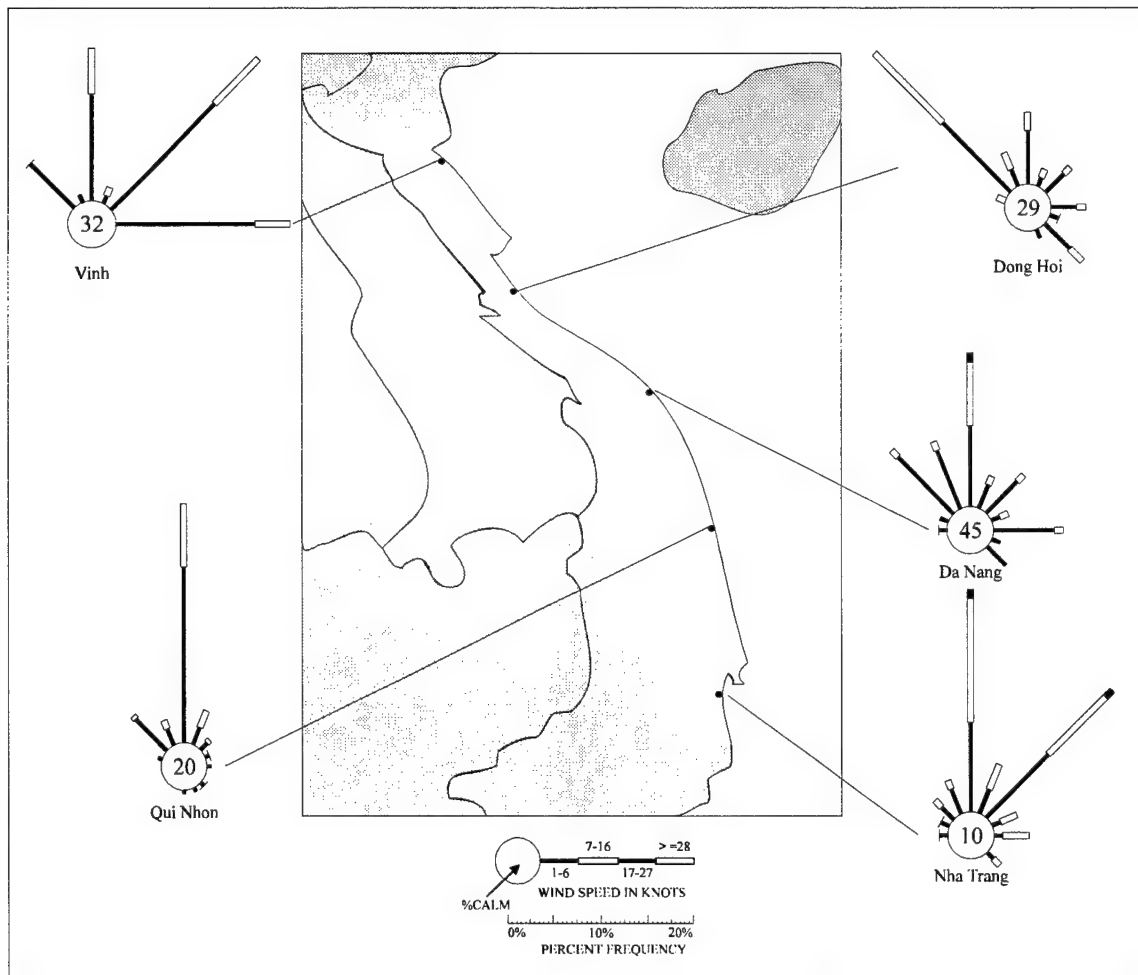 32
Vinh
29
Dong Hoi
45
Da Nang
20
Qui Nhon
10
Nha Trang
7-16 > =28
1-6 17-27
%CALM
WIND SPEED IN KNOTS
0% 10% 20%
PERCENT FREQUENCY